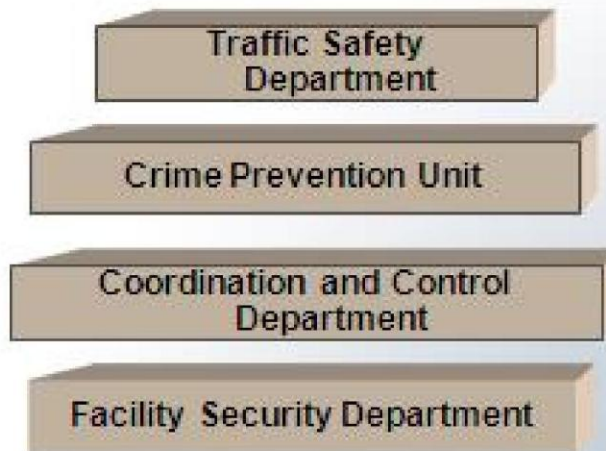 Traffic Safety
Department
Crime Prevention Unit
Coordination and Control
Department
Facility Security Department